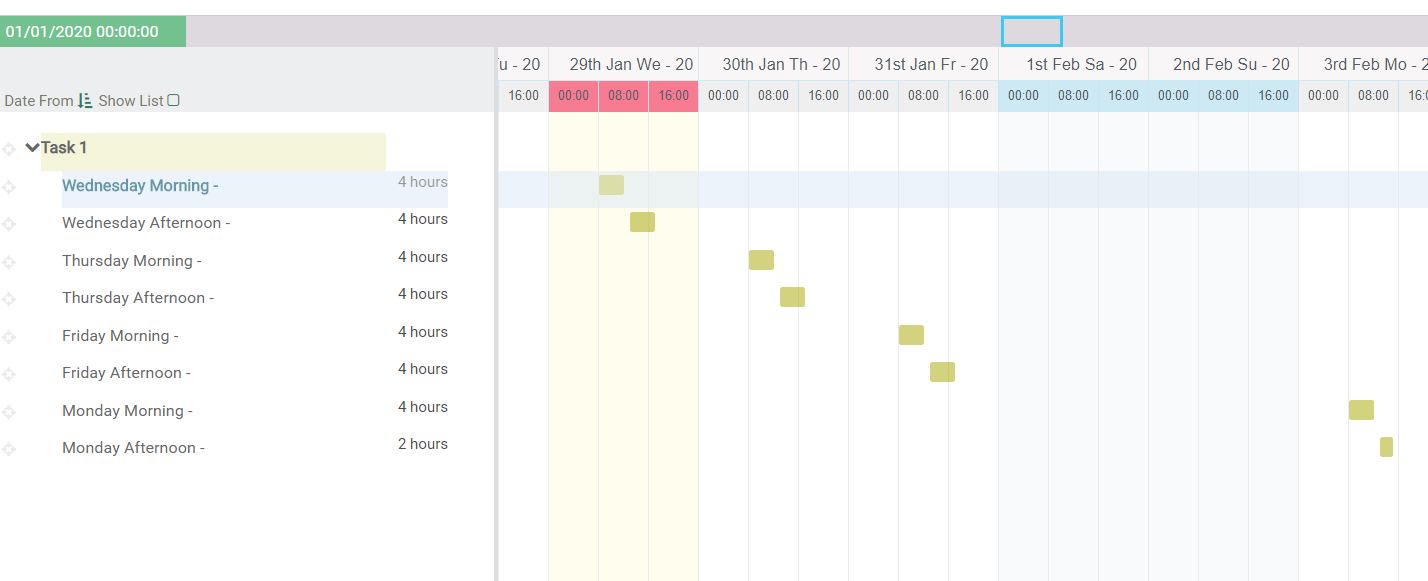 01/01/2020 00:00:00
u - 20 29th Jan We - 20 30th Jan Th - 20 31st Jan Fr - 20 1st Feb Sa - 20 2nd Feb Su - 20 3rd Feb Mo - 2
Date From Show List 16:00 00:00 08:00 16:00 00:00 08:00 16:00 00:00 08:00 16:00 00:00 08:00 16:00 00:00 08:00 16:00 00:00 08:00 16:0
Task 1
Wednesday Morning - 4 hours
Wednesday Afternoon - 4 hours
Thursday Morning - 4 hours
Thursday Afternoon - 4 hours
Friday Morning - 4 hours
Friday Afternoon - 4 hours
Monday Morning - 4 hours
Monday Afternoon - 2 hours